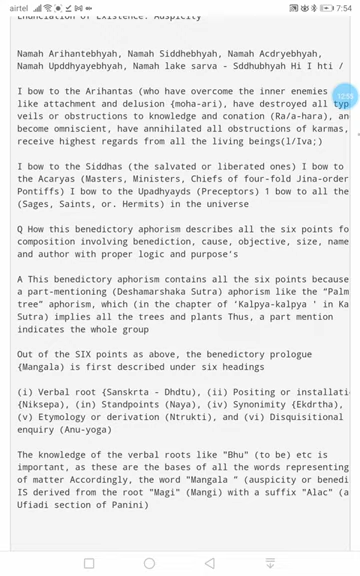 airtel 7:54
Enunciation of Existence: Auspicity
Namah Arihantebhyah, Namah Siddhebhyah, Namah Acdryebhyah,
Namah Upddhyayebhyah, Namah lake sarva - Sddhubhyah Hi I hti /
12:55
I bow to the Arihantas (who have overcome the inner enemies
like attachment and delusion {moha-ari), have destroyed all typ
veils or obstructions to knowledge and conation (Ra/a-hara), an
become omniscient, have annihilated all obstructions of karmas,
receive highest regards from all the living beings(l/Iva;)
I bow to the Siddhas (the salvated or liberated ones) I bow to
the Acaryas (Masters, Ministers, Chiefs of four-fold Jina-order
Pontiffs) I bow to the Upadhyayds (Preceptors) 1 bow to all the
(Sages, Saints, or. Hermits) in the universe
Q How this benedictory aphorism describes all the six points fo
composition involving benediction, cause, objective, size, name
and author with proper logic and purpose's
A This benedictory aphorism contains all the six points because
a part-mentioning (Deshamarshaka Sutra) aphorism like the "Palm
tree" aphorism, which (in the chapter of 'Kalpya-kalpya ' in Ka
Sutra) implies all the trees and plants Thus, a part mention
indicates the whole group
Out of the SIX points as above, the benedictory prologue
{Mangala) is first described under six headings
(i) Verbal root {Sanskrta - Dhdtu), (ii) Positing or installati
{Niksepa), (in) Standpoints (Naya), (iv) Synonimity {Ekdrtha),
(v) Etymology or derivation (Ntrukti), and (vi) Disquisitional
enquiry (Anu-yoga)
The knowledge of the verbal roots like "Bhu" (to be) etc is
important, as these are the bases of all the words representing
of matter Accordingly, the word "Mangala " (auspicity or benedi
IS derived from the root "Magi" (Mangi) with a suffix "Alac" (a
Ufiadi section of Panini)